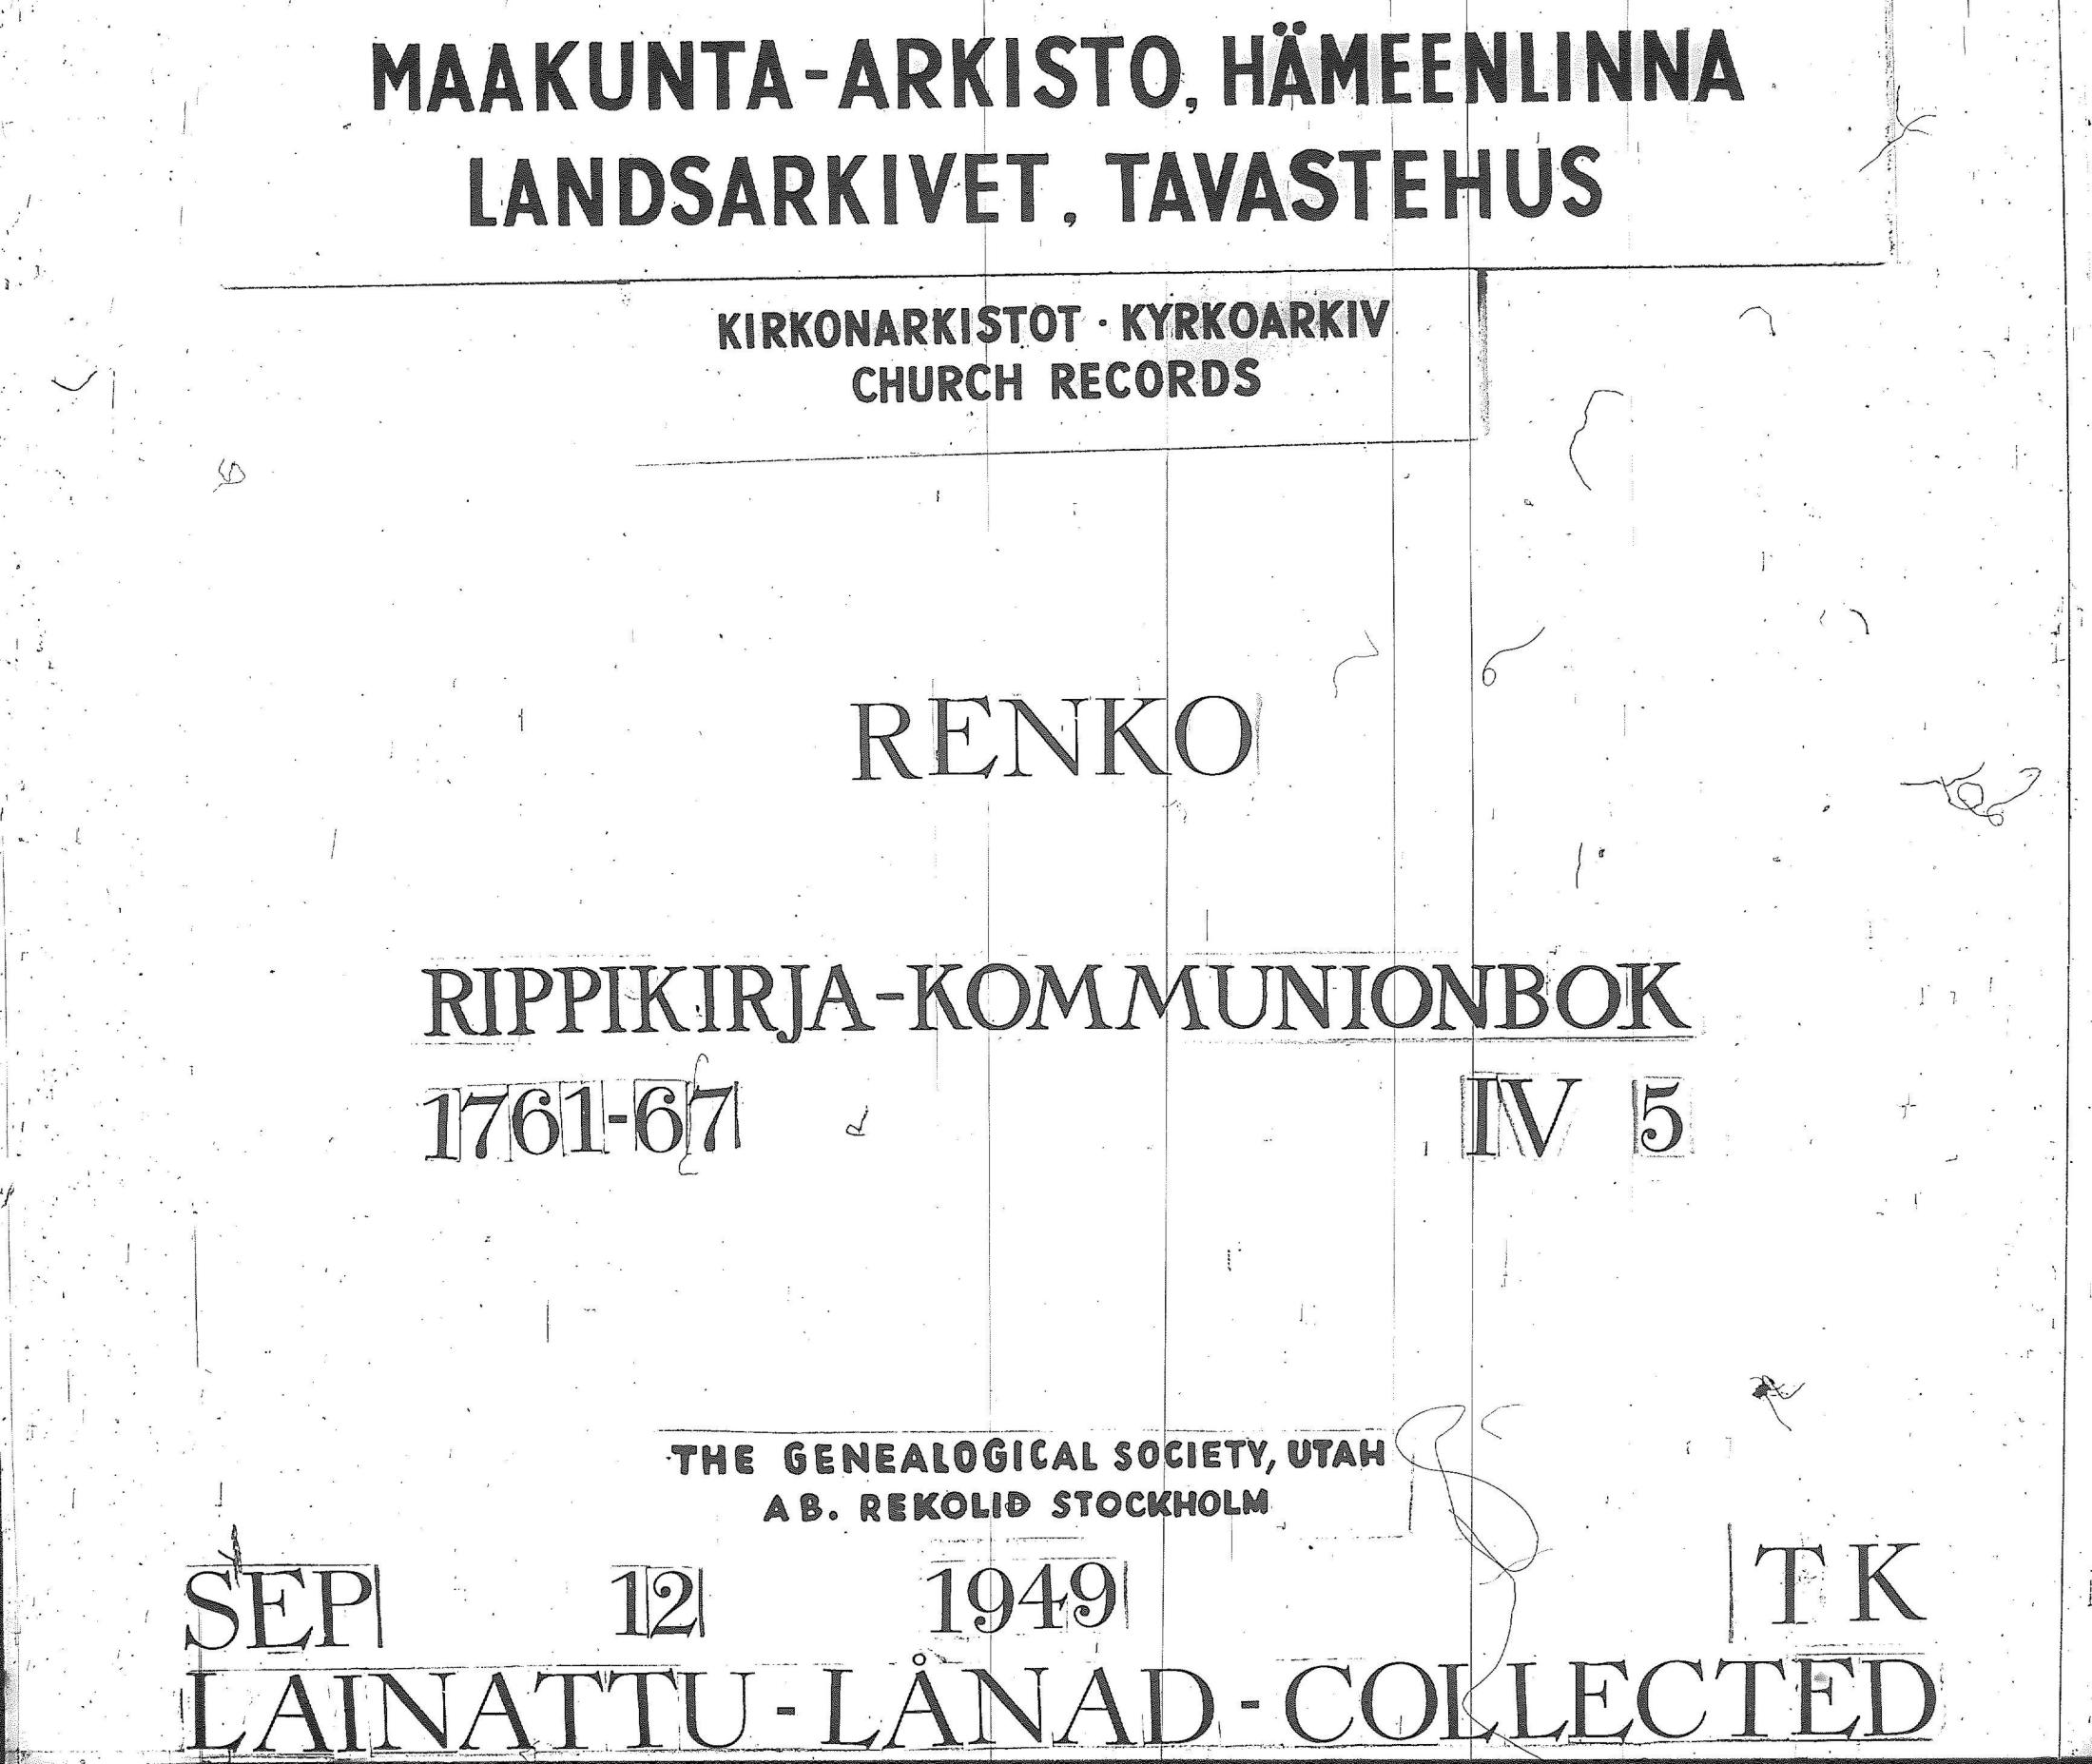 MAAKUNTA-ARKISTO, HÄMEENLINNA
LANDSARKIVET, TAVASTEHUS
KIRKONARKISTOT · KYRKOARKIV
CHURCH RECORDS
RENKO
RIPPIKIRJA-KOMMUNIONBOK
1761-67 IV 5
THE GENEALOGICAL SOCIETY, UTAH
AB. REKOLID STOCKHOLM
SEP 12 1949 TK
LAINATTU-LÅNAD-COLLECTED